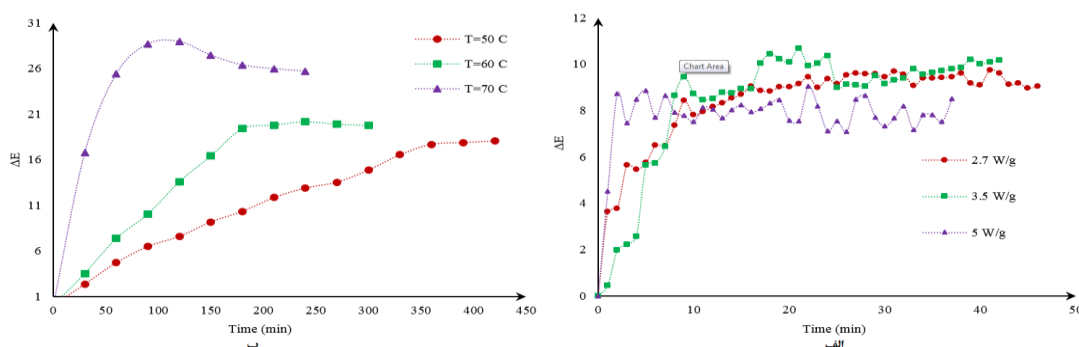 31
26
21
16
11
6
1
ΔE
0
50
100
150
200
250
300
350
400
450
Time (min)
T=50 C
T=60 C
T=70 C
ب
12
10
8
6
4
2
0
ΔE
0
10
20
30
40
50
Time (min)
Chart Area
2.7 W/g
3.5 W/g
5 W/g
الف